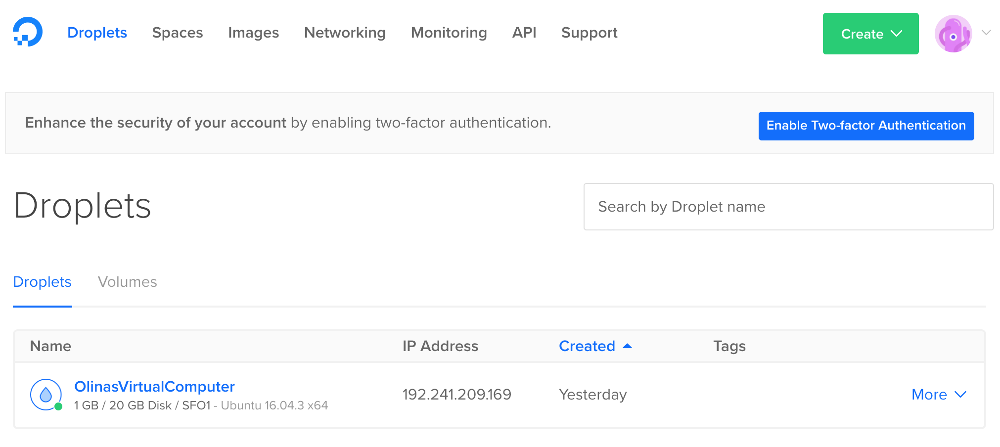 Droplets Spaces Images Networking Monitoring API Support Create
Enhance the security of your account by enabling two-factor authentication. Enable Two-factor Authentication
Droplets Search by Droplet name
Droplets Volumes
Name IP Address Created Tags
OlinasVirtualComputer
1 GB / 20 GB Disk / SFO1 - Ubuntu 16.04.3 x64
192.241.209.169 Yesterday More